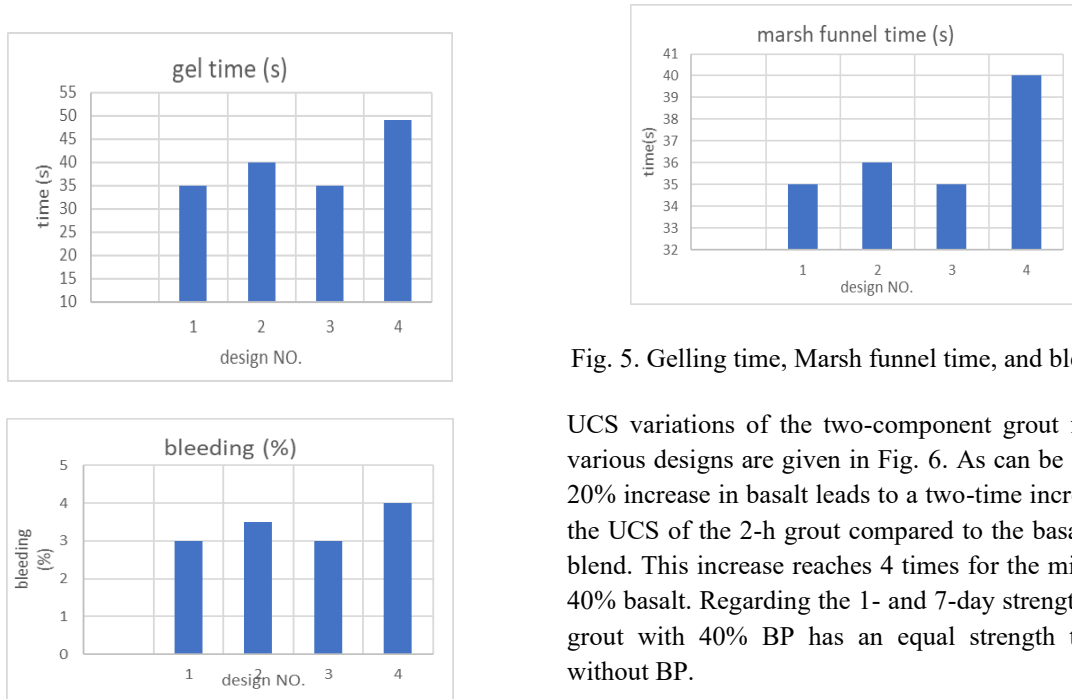 gel time (s)
55
50
45
40
35
30
25
20
15
10
time (s)
1 2 3 4
design NO.
bleeding (%)
5
4
3
2
1
0
bleeding
(%)
1 2 3 4
design NO.
marsh funnel time (s)
41
40
39
38
37
36
35
34
33
32
time(s)
1 2 3 4
design NO.
Fig. 5. Gelling time, Marsh funnel time, and
UCS variations of the two-component grout
various designs are given in Fig. 6. As can be
20% increase in basalt leads to a two-time
the UCS of the 2-h grout compared to the
blend. This increase reaches 4 times for the
40% basalt. Regarding the 1- and 7-day
grout with 40% BP has an equal strength
without BP.